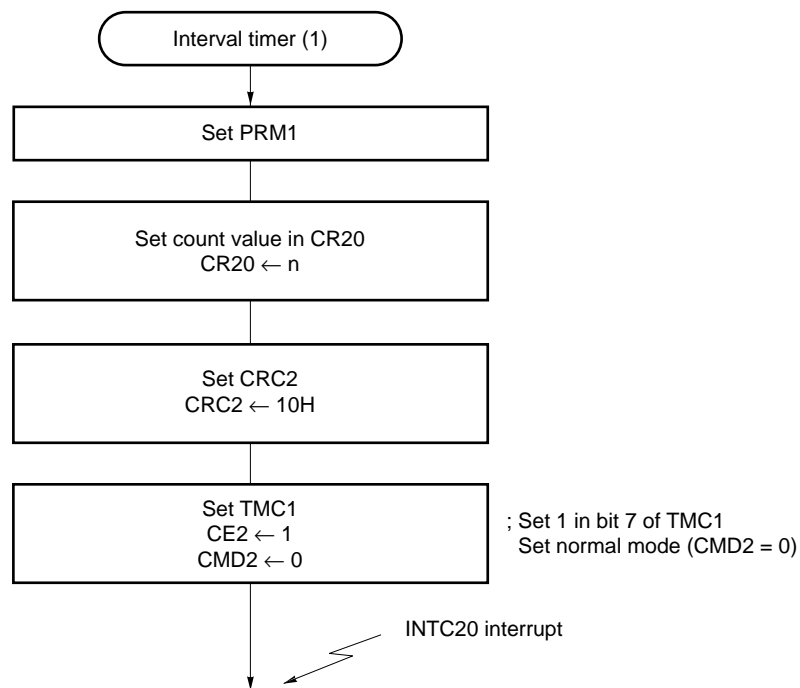 Interval timer (1)
Set PRM1
Set count value in CR20
CR20 ← n
Set CRC2
CRC2 ← 10H
Set TMC1
CE2 ← 1
CMD2 ← 0
; Set 1 in bit 7 of TMC1
Set normal mode (CMD2 = 0)
INTC20 interrupt